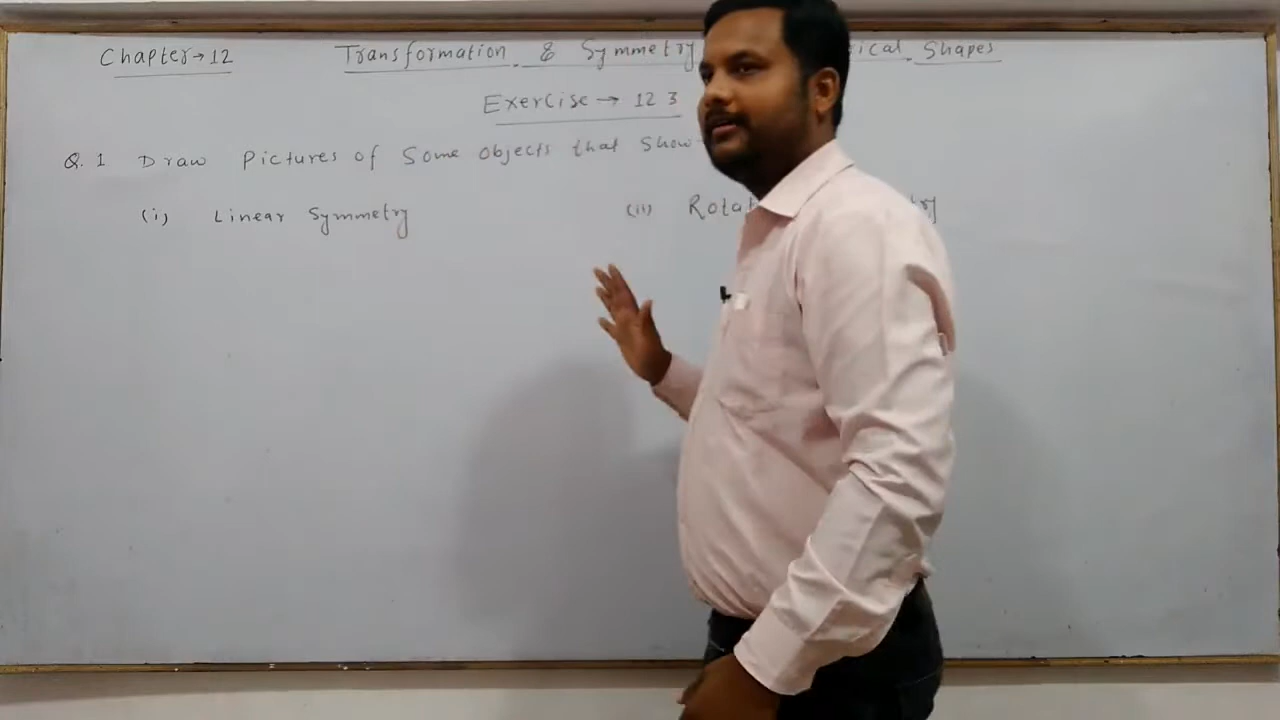 Chapter → 12 Transformation & Symmetry ical Shapes
Exercise → 12 3
Q. 1 Draw Pictures of Some objects that Show
(i) Linear Symmetry (ii) Rotat